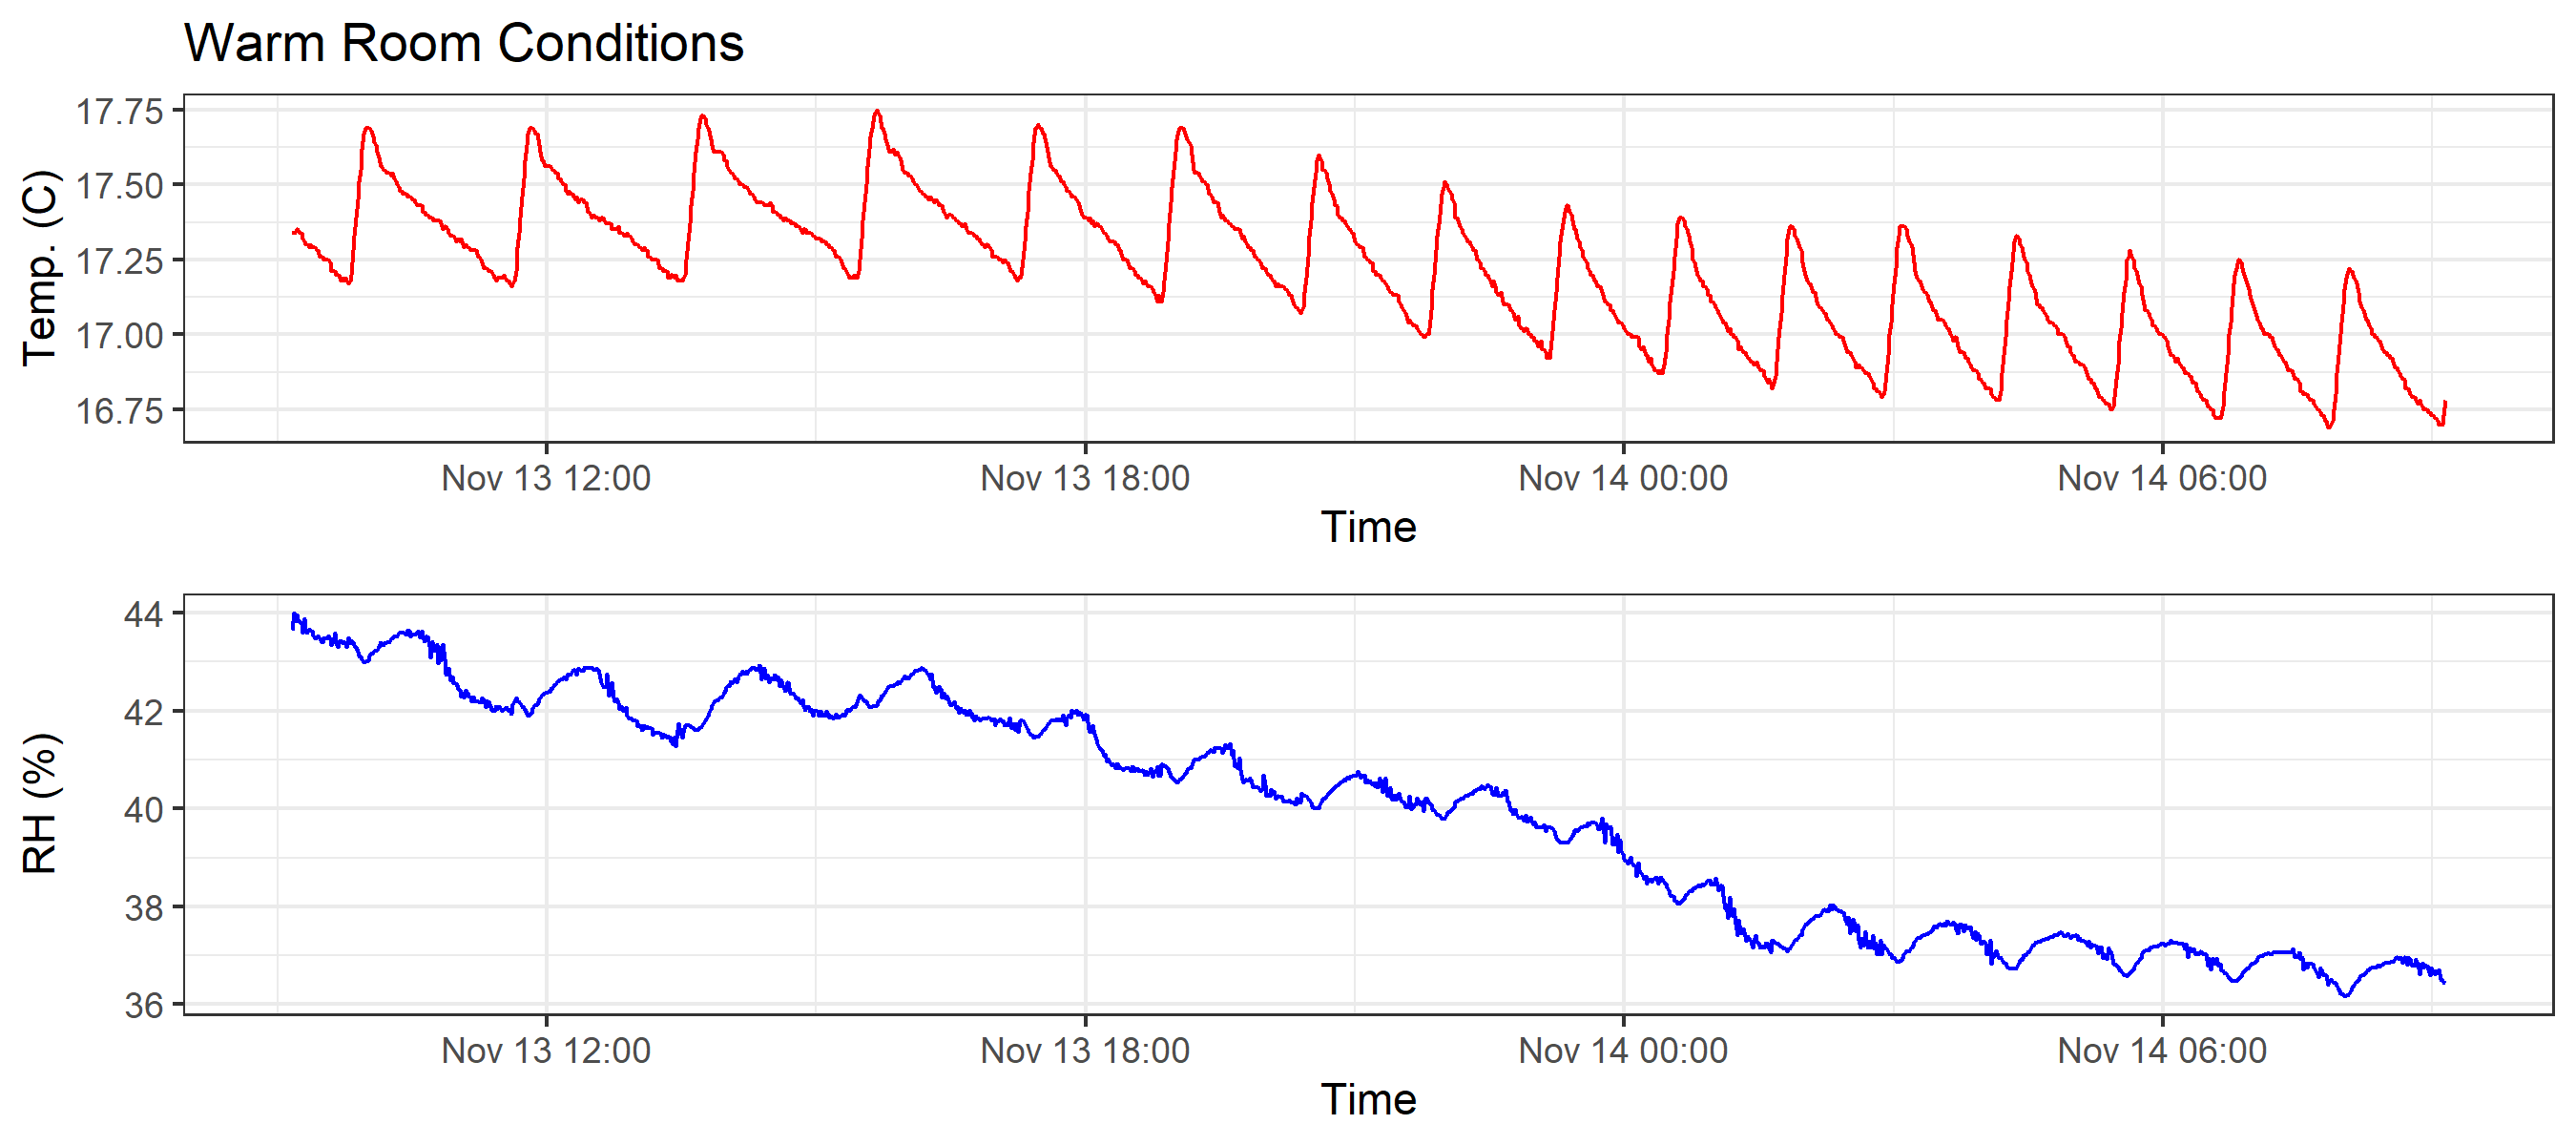 Warm Room Conditions
Temp. (C)
17.75
17.50
17.25
17.00
16.75
Nov 13 12:00 Nov 13 18:00 Nov 14 00:00 Nov 14 06:00
Time
RH (%)
44
42
40
38
36
Nov 13 12:00 Nov 13 18:00 Nov 14 00:00 Nov 14 06:00
Time